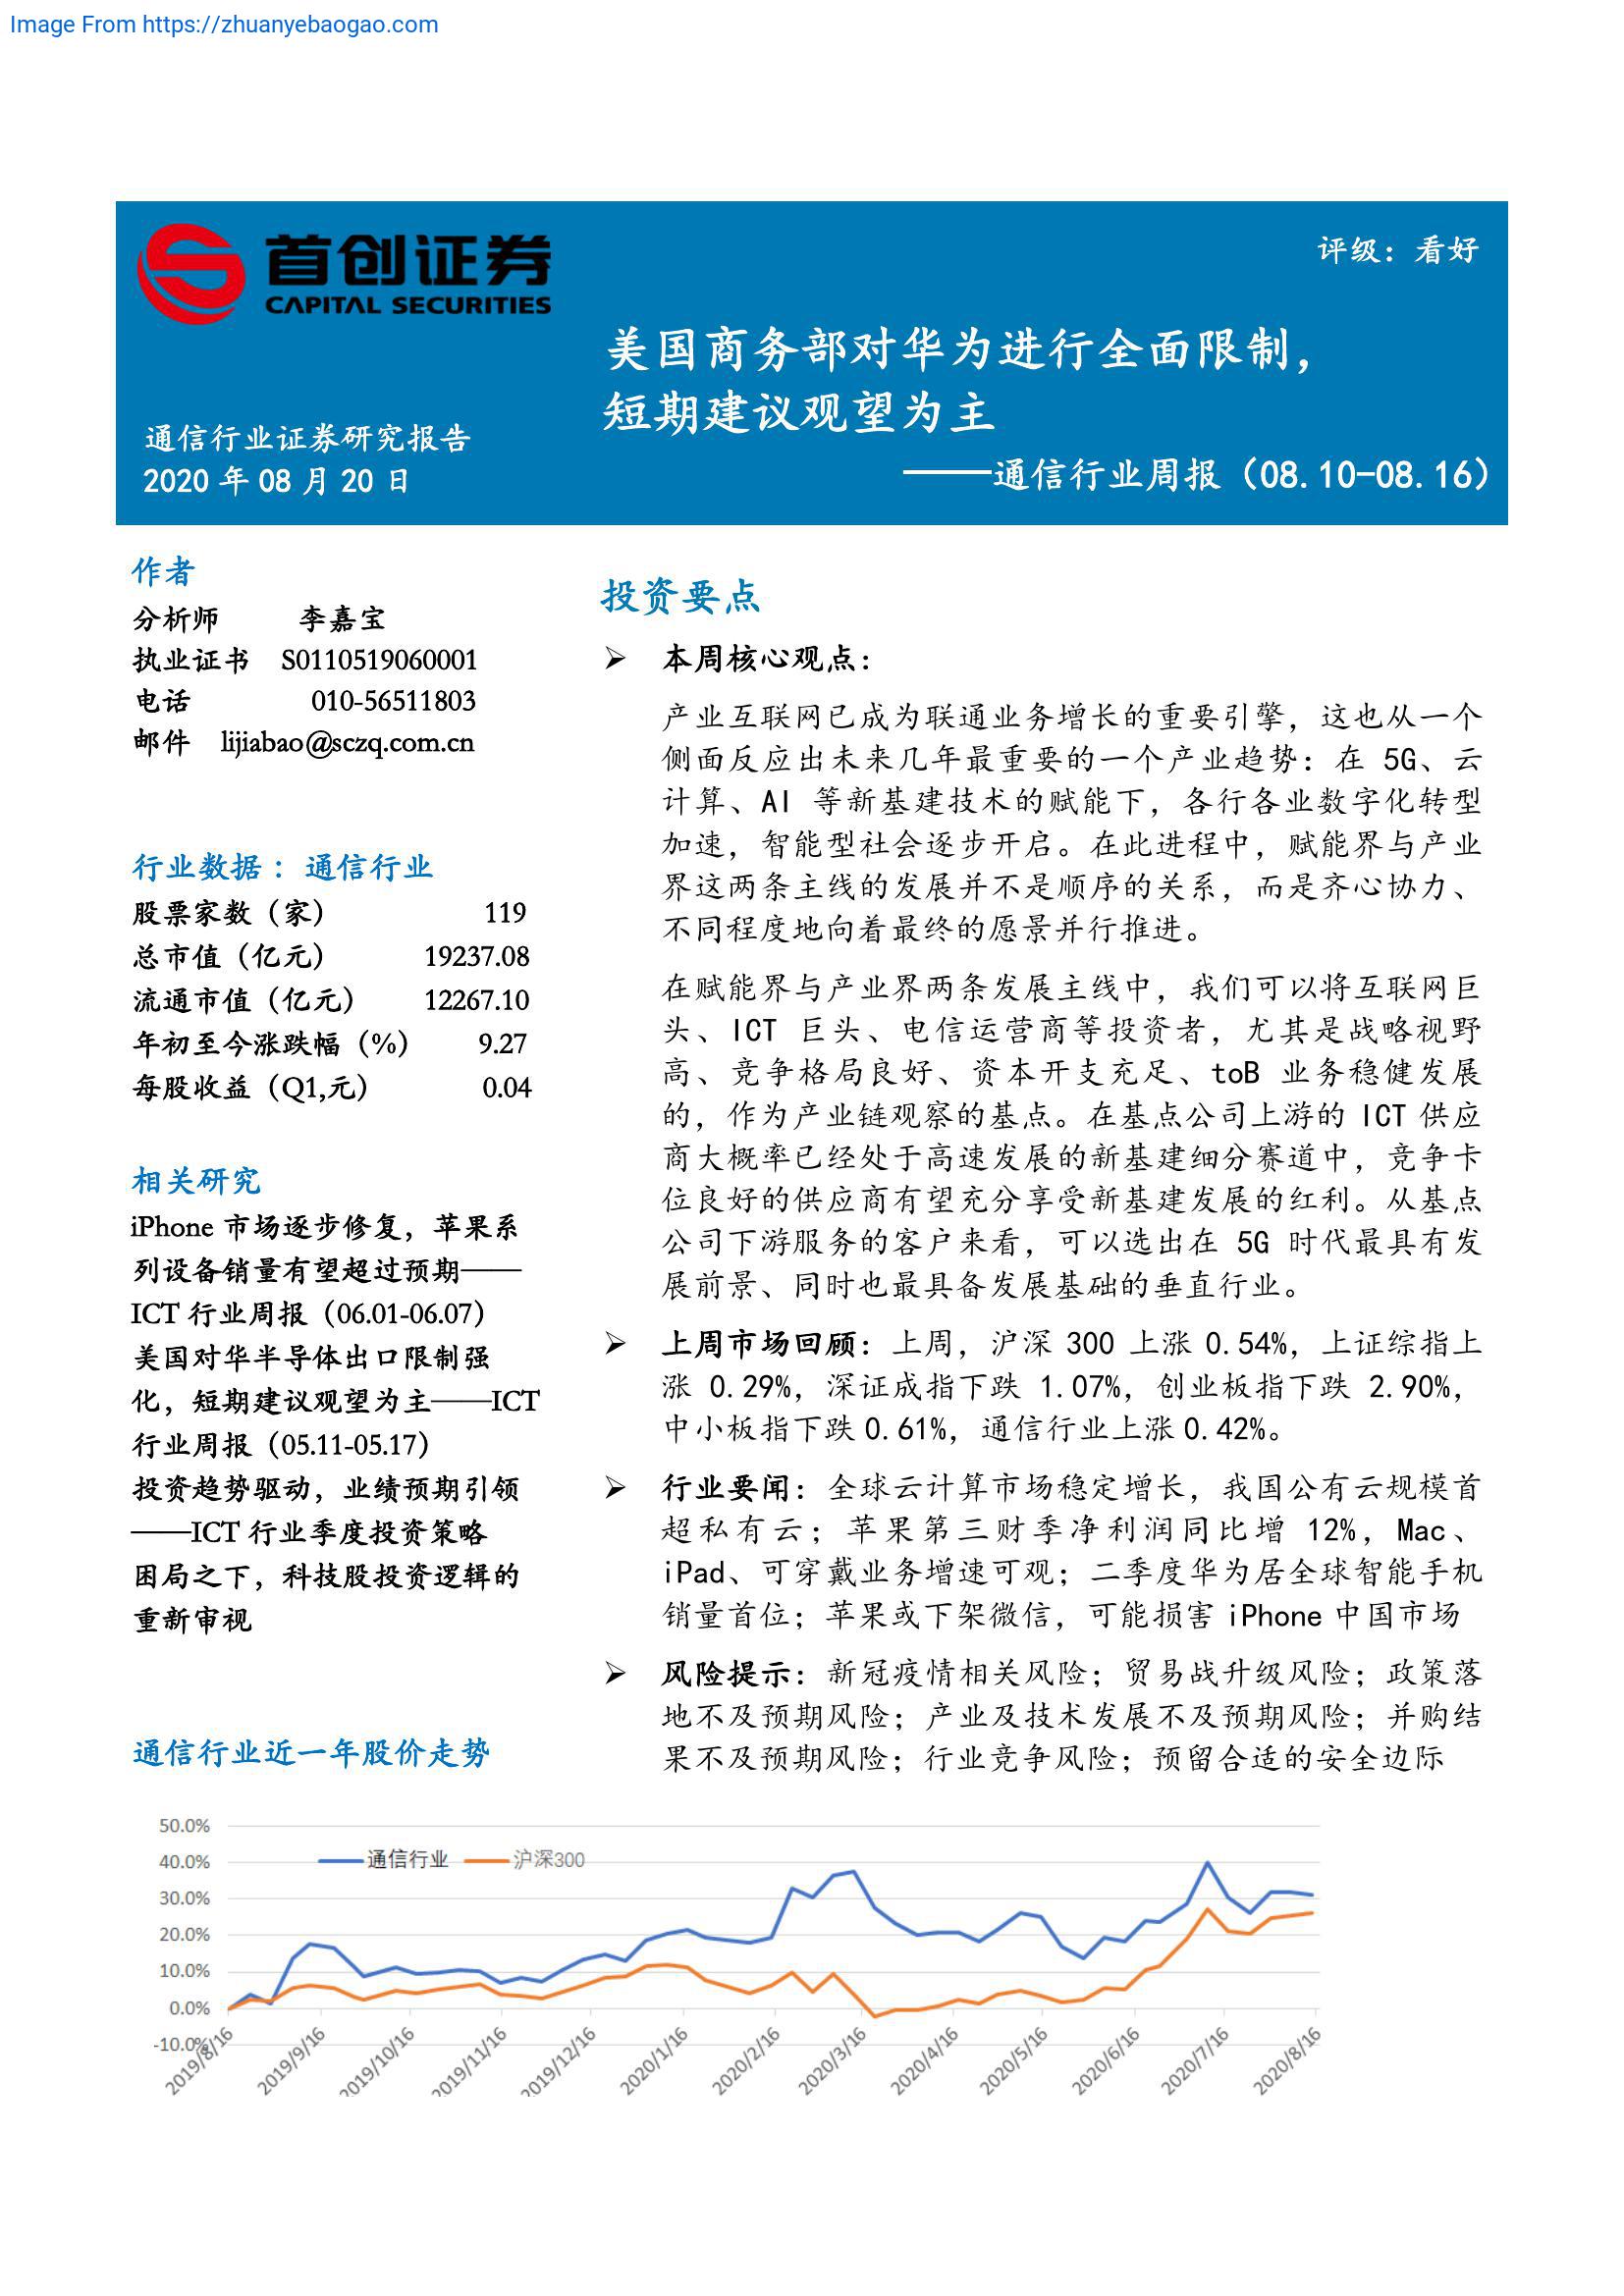 Image From https://zhuanyebaogao.com
首创证券
CAPITAL SECURITIES
评级：看好
美国商务部对华为进行全面限制，
短期建议观望为主
通信行业证券研究报告
2020 年 08 月 20 日
——通信行业周报（08.10-08.16）
作者
分析师 李嘉宝
执业证书 S0110519060001
电话 010-56511803
邮件 lijiabao@sczq.com.cn
行业数据： 通信行业
股票家数（家） 119
总市值（亿元） 19237.08
流通市值（亿元） 12267.10
年初至今涨跌幅（%） 9.27
每股收益（Q1,元） 0.04
相关研究
iPhone 市场逐步修复，苹果系
列设备销量有望超过预期——
ICT 行业周报（06.01-06.07）
美国对华半导体出口限制强
化，短期建议观望为主——ICT
行业周报（05.11-05.17）
投资趋势驱动，业绩预期引领
——ICT 行业季度投资策略
困局之下，科技股投资逻辑的
重新审视
投资要点
➢ 本周核心观点：
产业互联网已成为联通业务增长的重要引擎，这也从一个
侧面反应出未来几年最重要的一个产业趋势：在 5G、云
计算、AI 等新基建技术的赋能下，各行各业数字化转型
加速，智能型社会逐步开启。在此进程中，赋能界与产业
界这两条主线的发展并不是顺序的关系，而是齐心协力、
不同程度地向着最终的愿景并行推进。
在赋能界与产业界两条发展主线中，我们可以将互联网巨
头、ICT 巨头、电信运营商等投资者，尤其是战略视野
高、竞争格局良好、资本开支充足、toB 业务稳健发展
的，作为产业链观察的基点。在基点公司上游的 ICT 供应
商大概率已经处于高速发展的新基建细分赛道中，竞争卡
位良好的供应商有望充分享受新基建发展的红利。从基点
公司下游服务的客户来看，可以选出在 5G 时代最具有发
展前景、同时也最具备发展基础的垂直行业。
➢ 上周市场回顾：上周，沪深 300 上涨 0.54%，上证综指上
涨 0.29%，深证成指下跌 1.07%，创业板指下跌 2.90%，
中小板指下跌 0.61%，通信行业上涨 0.42%。
➢ 行业要闻：全球云计算市场稳定增长，我国公有云规模首
超私有云；苹果第三财季净利润同比增 12%，Mac、
iPad、可穿戴业务增速可观；二季度华为居全球智能手机
销量首位；苹果或下架微信，可能损害 iPhone 中国市场
➢ 风险提示：新冠疫情相关风险；贸易战升级风险；政策落
地不及预期风险；产业及技术发展不及预期风险；并购结
果不及预期风险；行业竞争风险；预留合适的安全边际
通信行业近一年股价走势
通信行业 沪深300
50.0%
40.0%
30.0%
20.0%
10.0%
0.0%
-10.0%
2019/8/16
2019/9/16
2019/10/16
2019/11/16
2019/12/16
2020/1/16
2020/2/16
2020/3/16
2020/4/16
2020/5/16
2020/6/16
2020/7/16
2020/8/16